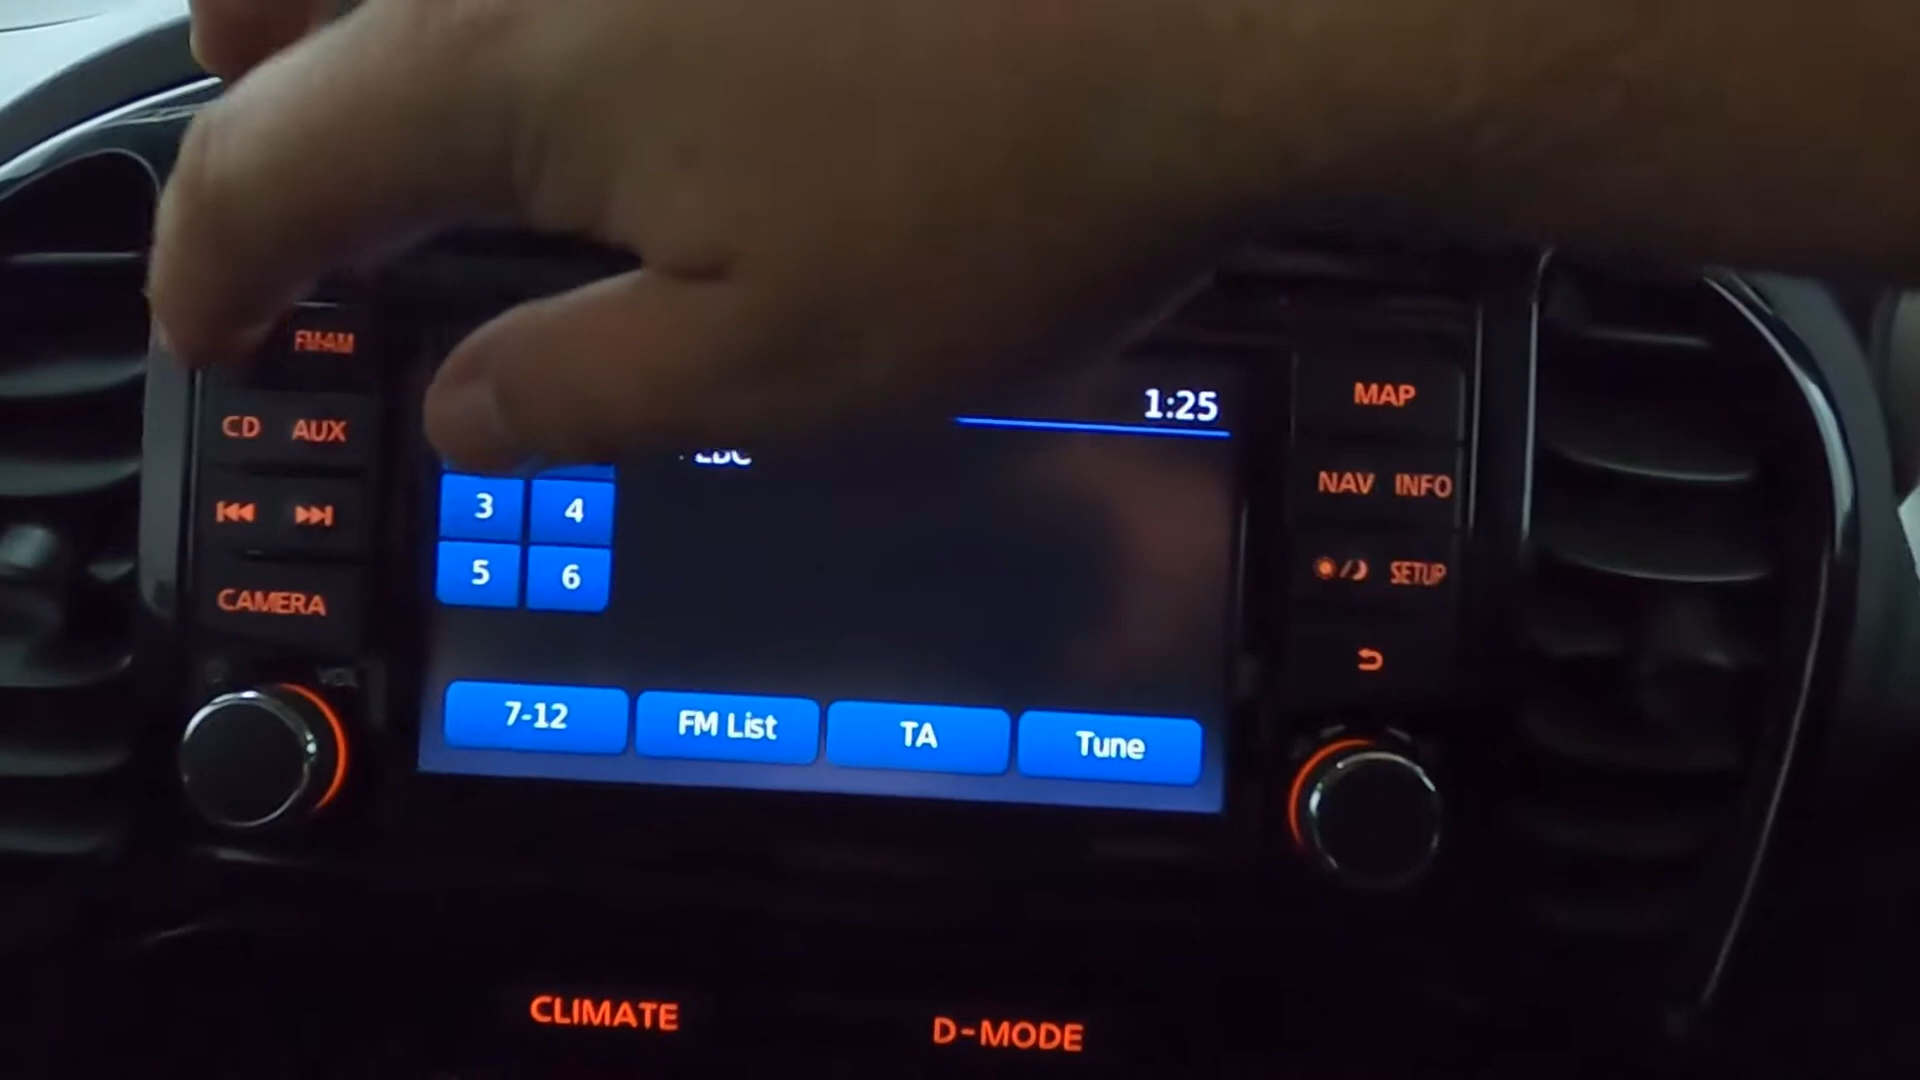 FM·AM
CD AUX
CAMERA
VOL
1:25
3 4
5 6
7-12 FM List TA Tune
MAP
NAV INFO
SETUP
CLIMATE D-MODE